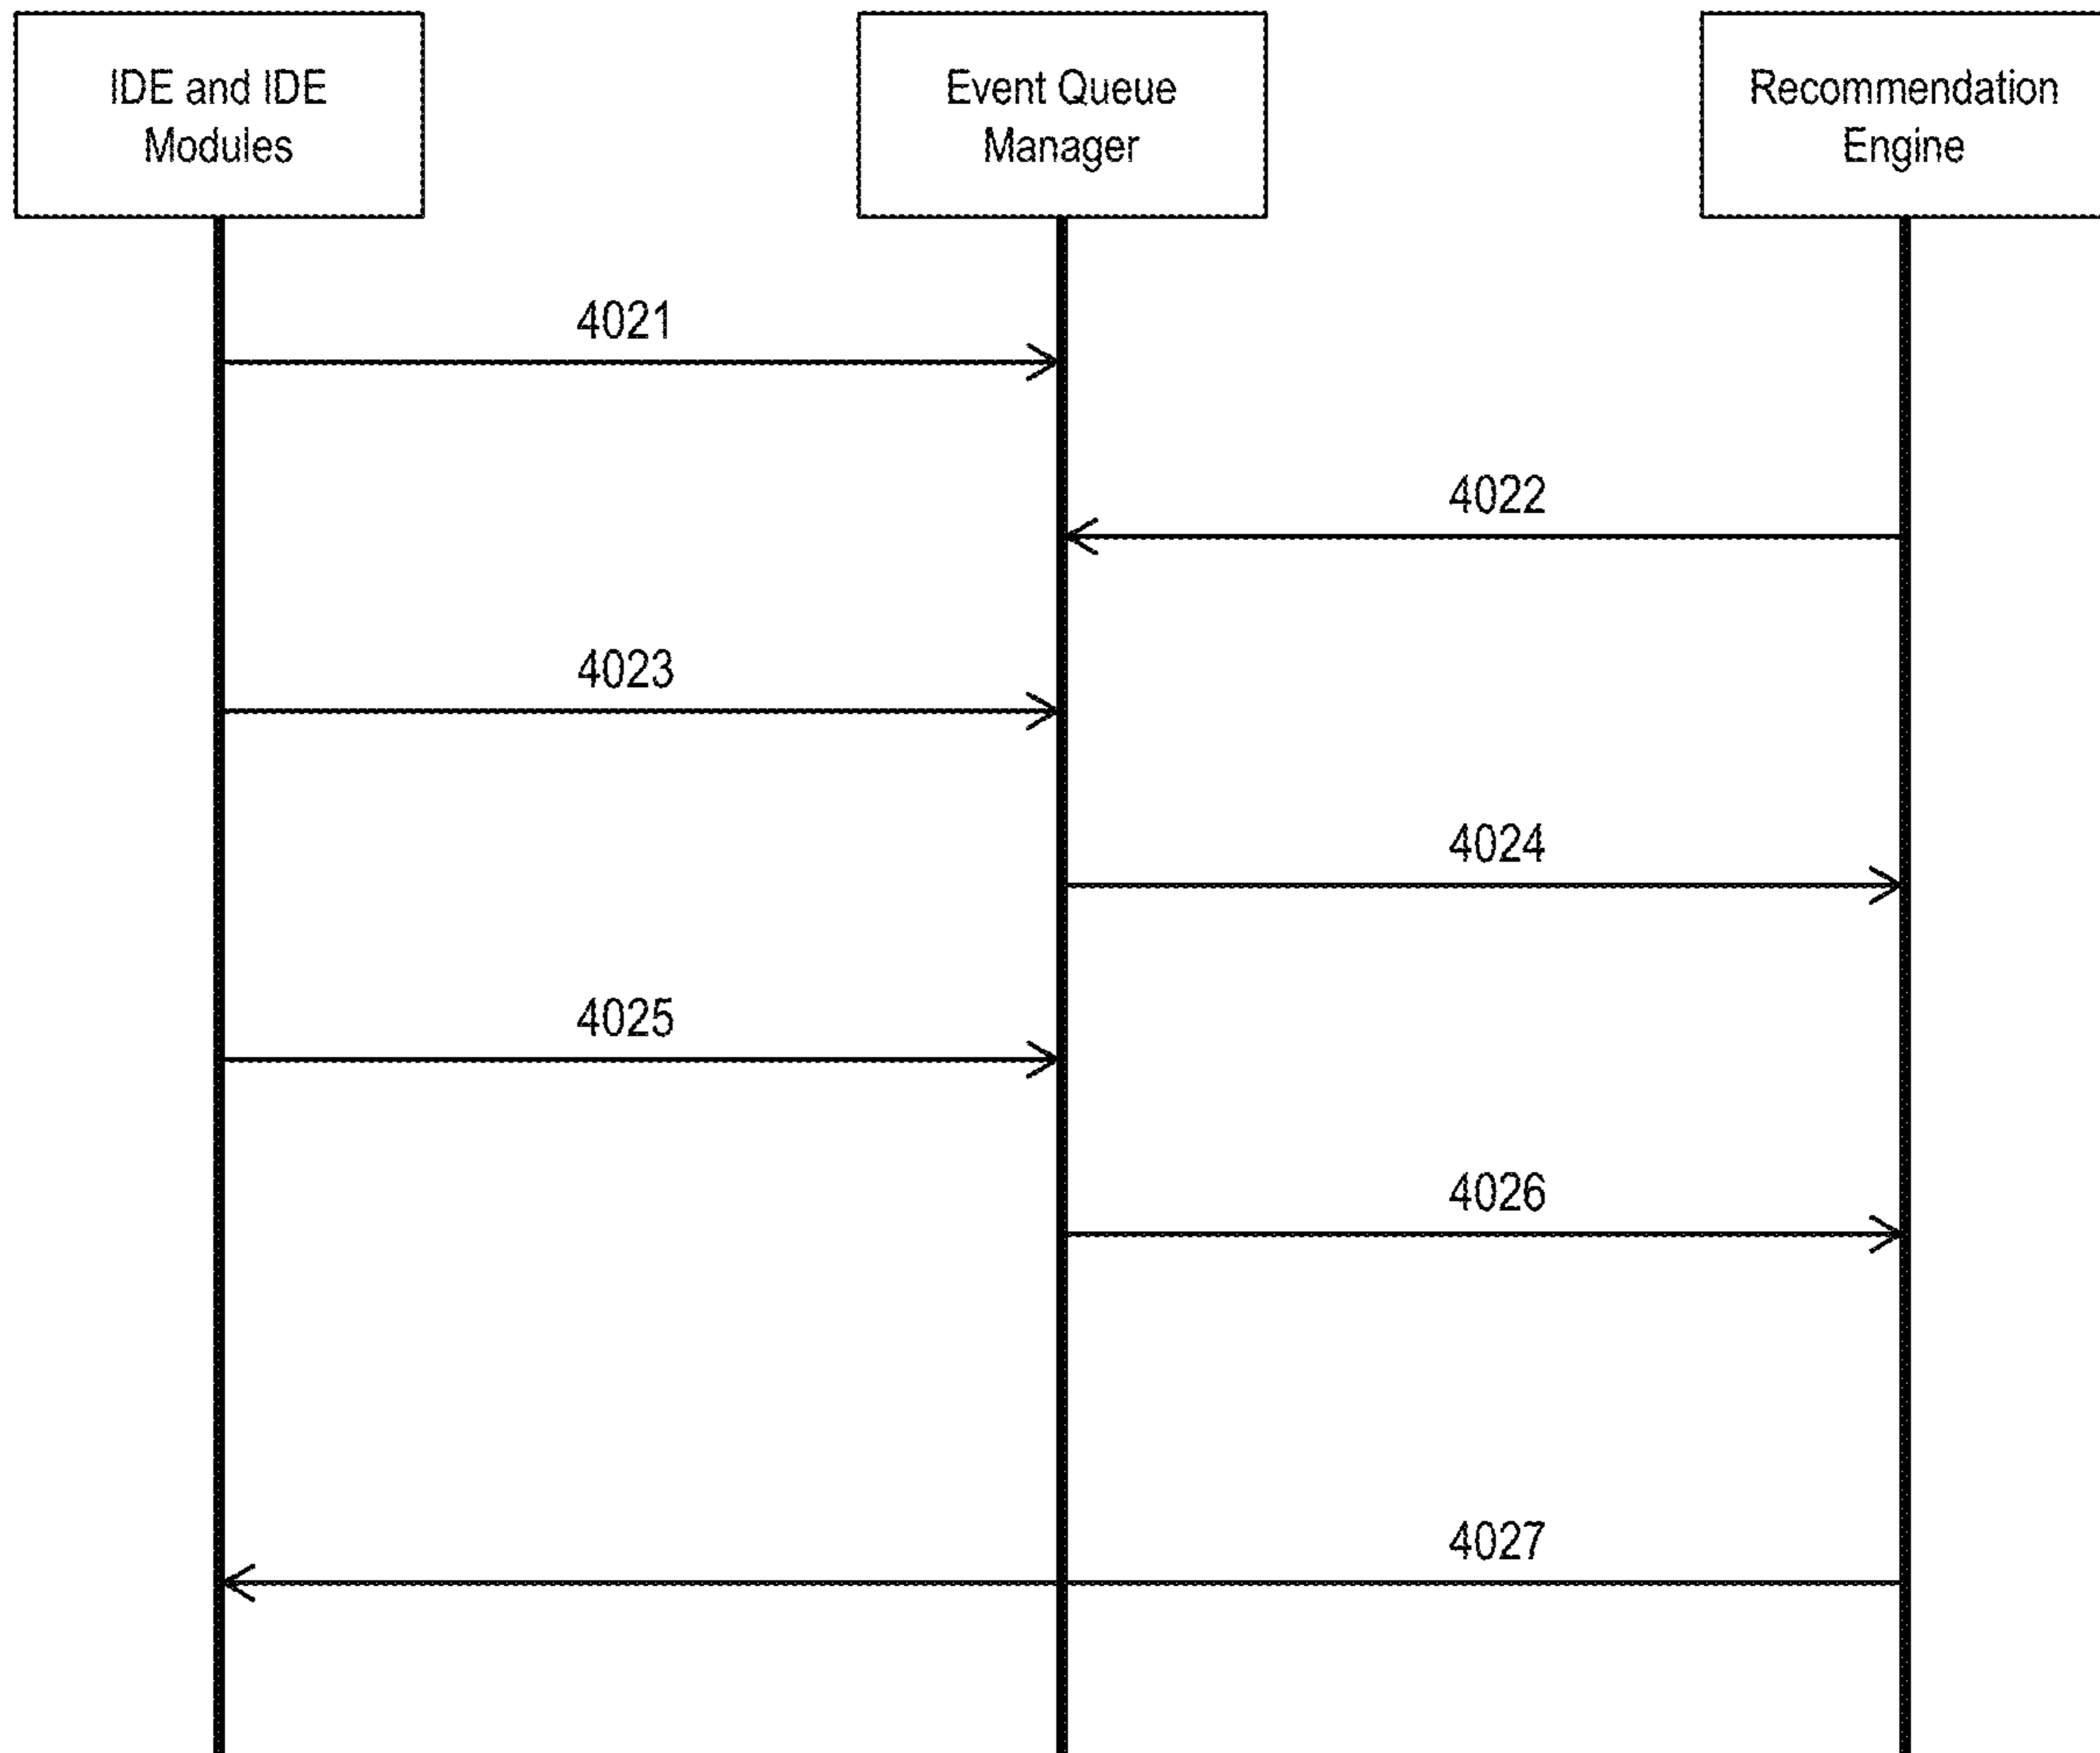 IDE and IDE
Modules
Event Queue
Manager
Recommendation
Engine
4021
4022
4023
4024
4025
4026
4027